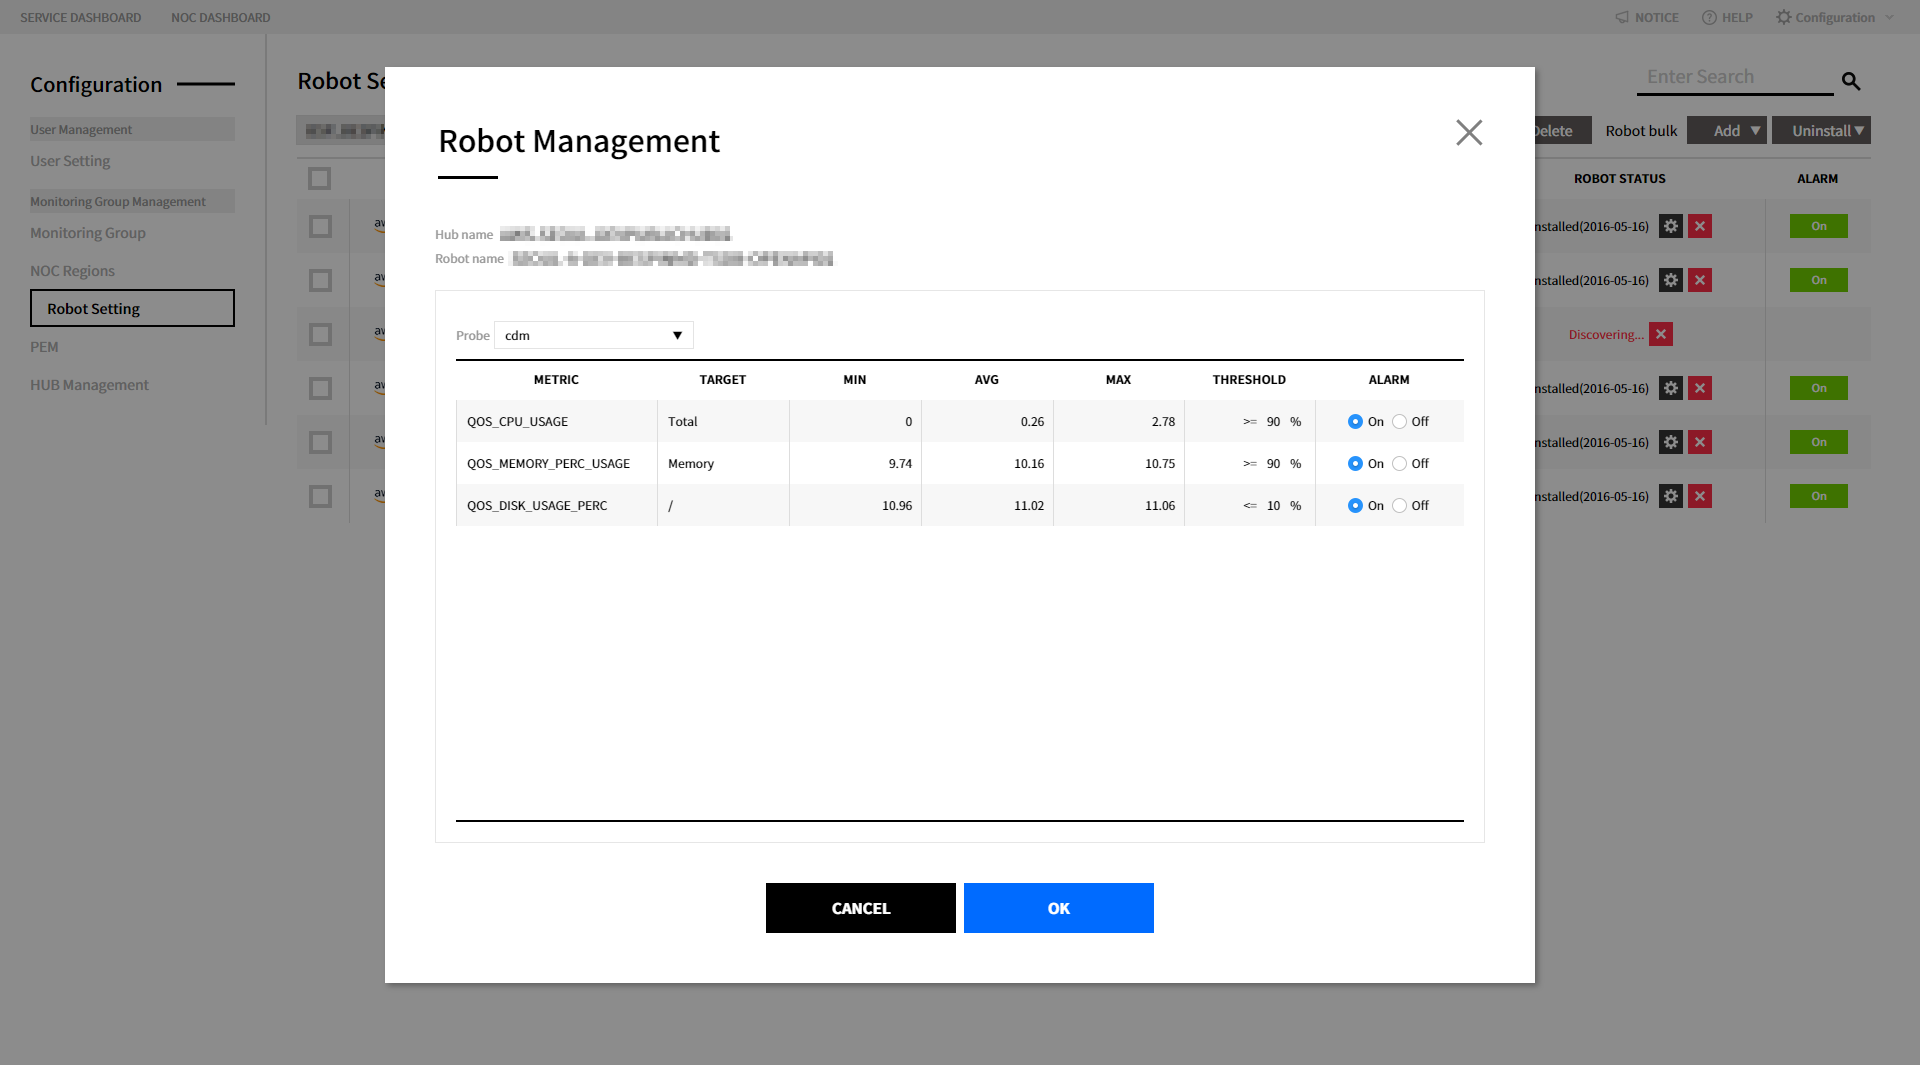 SERVICE DASHBOARD NOC DASHBOARD NOTICE HELP Configuration
Configuration
User Management
User Setting
Monitoring Group Management
Monitoring Group
NOC Regions
Robot Setting
PEM
HUB Management
Enter Search
Robot bulk Add Uninstall
ROBOT STATUS ALARM
nstalled(2016-05-16) On
nstalled(2016-05-16) On
Discovering...
nstalled(2016-05-16) On
nstalled(2016-05-16) On
nstalled(2016-05-16) On
Robot Management
Hub name
Robot name
Probe cdm
METRIC TARGET MIN AVG MAX THRESHOLD ALARM
QOS_CPU_USAGE Total 0 0.26 2.78 >= 90 % On Off
QOS_MEMORY_PERC_USAGE Memory 9.74 10.16 10.75 >= 90 % On Off
QOS_DISK_USAGE_PERC / 10.96 11.02 11.06 <= 10 % On Off
CANCEL OK